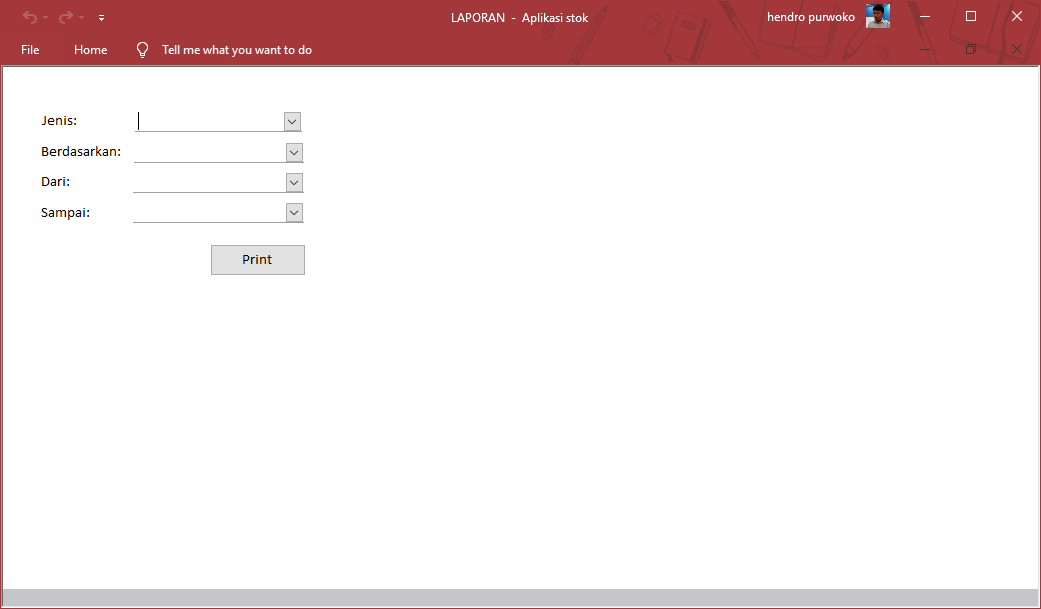 LAPORAN - Aplikasi stok
hendro purwoko
File Home Tell me what you want to do
Jenis:
Berdasarkan:
Dari:
Sampai:
Print